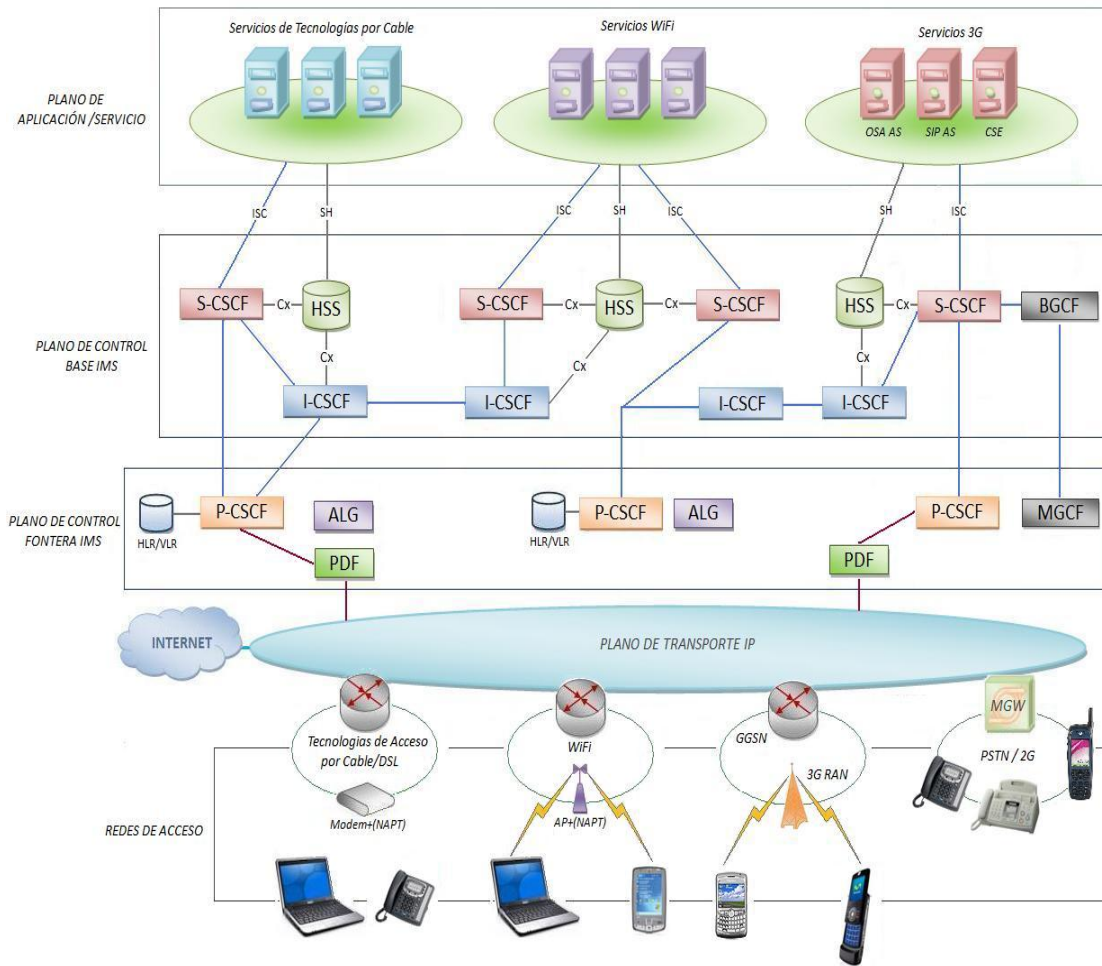 Servicios de Tecnologías por Cable
Servicios WiFi
Servicios 3G
PLANO DE
APLICACIÓN /SERVICIO
OSA AS
SIP AS
CSE
ISC
SH
ISC
SH
ISC
SH
ISC
S-CSCF
Cx
HSS
S-CSCF
Cx
HSS
Cx
S-CSCF
HSS
Cx
S-CSCF
BGCF
PLANO DE CONTROL
BASE IMS
Cx
Cx
Cx
I-CSCF
I-CSCF
I-CSCF
I-CSCF
PLANO DE CONTROL
FONTERA IMS
HLR/VLR
P-CSCF
ALG
PDF
HLR/VLR
P-CSCF
ALG
PDF
P-CSCF
MGCF
INTERNET
PLANO DE TRANSPORTE IP
Tecnologias de Acceso
por Cable/DSL
Modem+(NAPT)
WiFi
AP+(NAPT)
GGSN
3G RAN
MGW
PSTN / 2G
REDES DE ACCESO